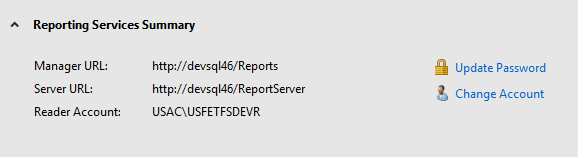 Reporting Services Summary
Manager URL: http://devsql46/Reports Update Password
Server URL: http://devsql46/ReportServer Change Account
Reader Account: USAC\USFETFSDEVR